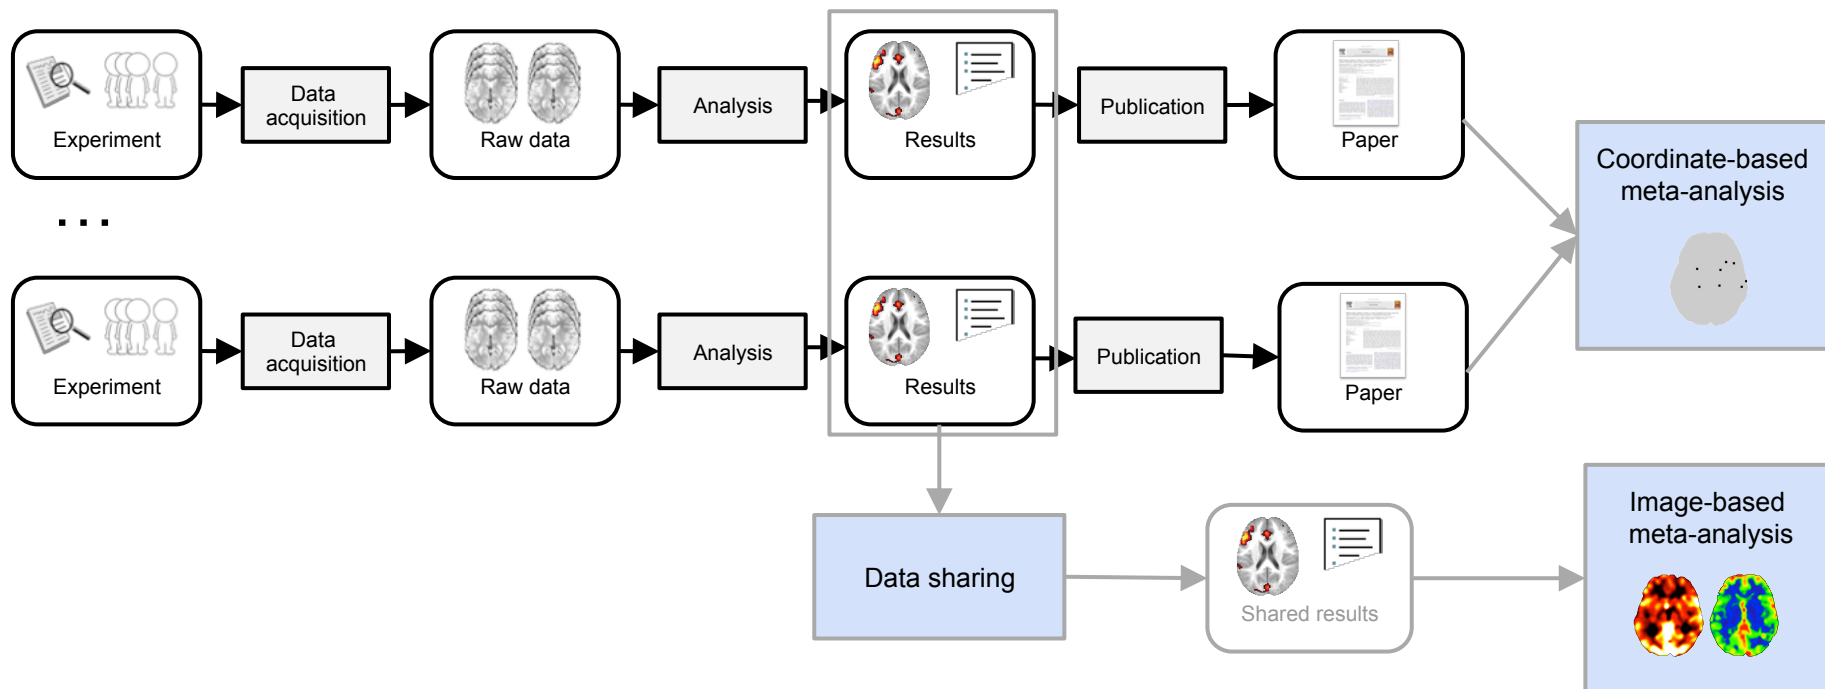 Experiment
Data
acquisition
Raw data
Analysis
Results
Publication
Paper
Coordinate-based
meta-analysis
...
Experiment
Data
acquisition
Raw data
Analysis
Results
Publication
Paper
Data sharing
Shared results
Image-based
meta-analysis